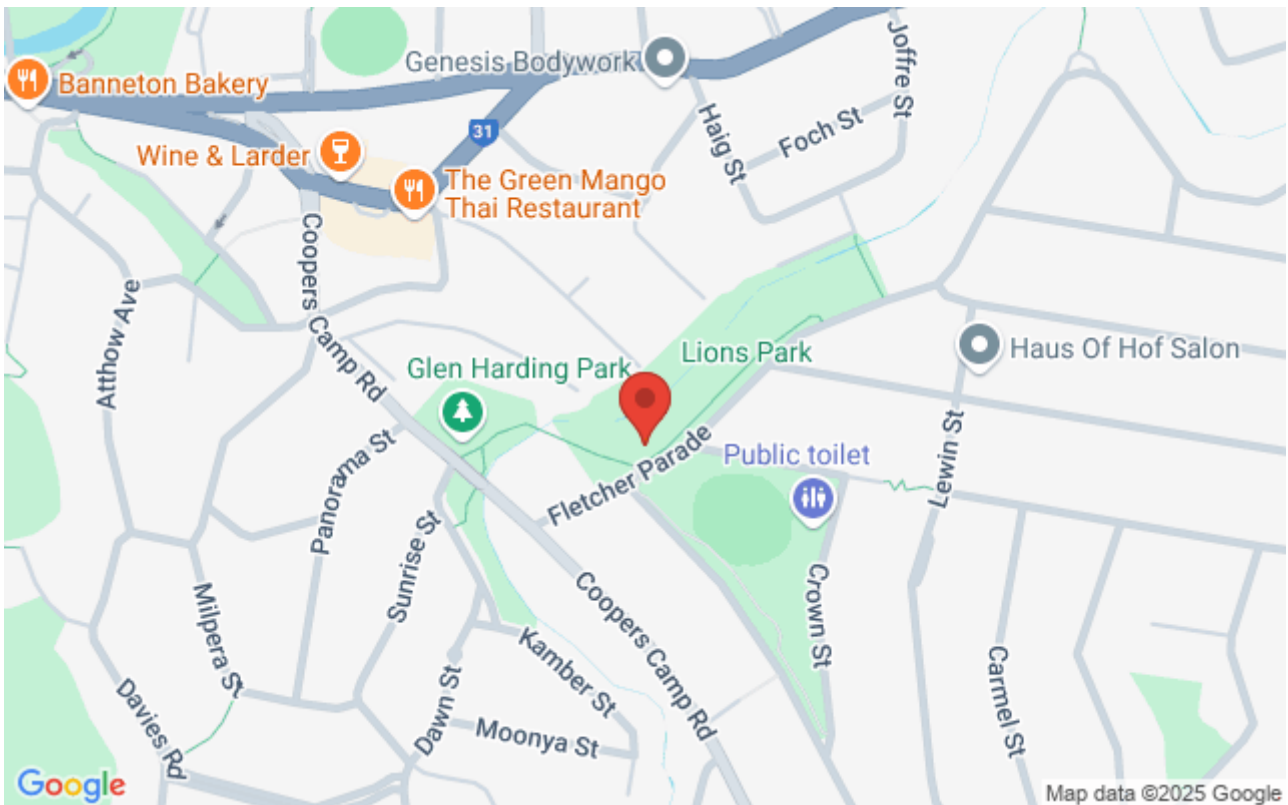 Genesis Bodywork
Joffre St
Banneton Bakery
Haig St
Foch St
31
Wine & Larder
The Green Mango
Thai Restaurant
Coopers Camp Rd
Atthow Ave
Lions Park
Haus Of Hof Salon
Glen Harding Park
Panorama St
Fletcher Parade
Public toilet
Lewin St
Sunrise St
Milpera St
Coopers Camp Rd
Crown St
Kamber St
Carmel St
Davies Rd
Dawn St
Moonya St
Google
Map data ©2025 Google